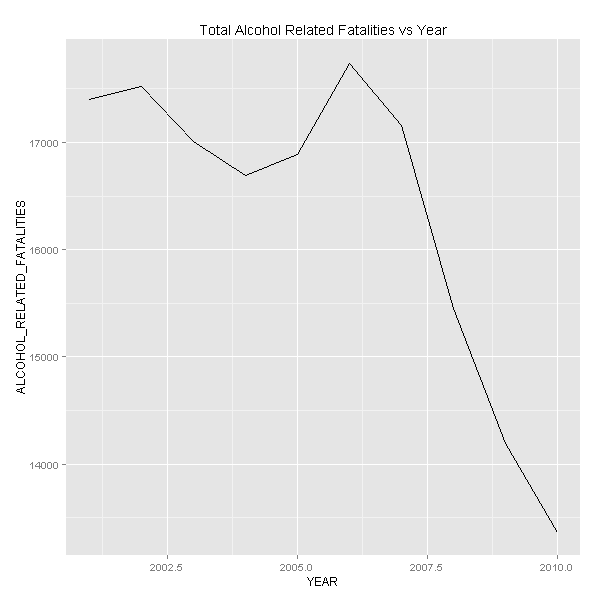 Total Alcohol Related Fatalities vs Year
ALCOHOL_RELATED_FATALITIES
17000
16000
15000
14000
2002.5 2005.0 2007.5 2010.0
YEAR